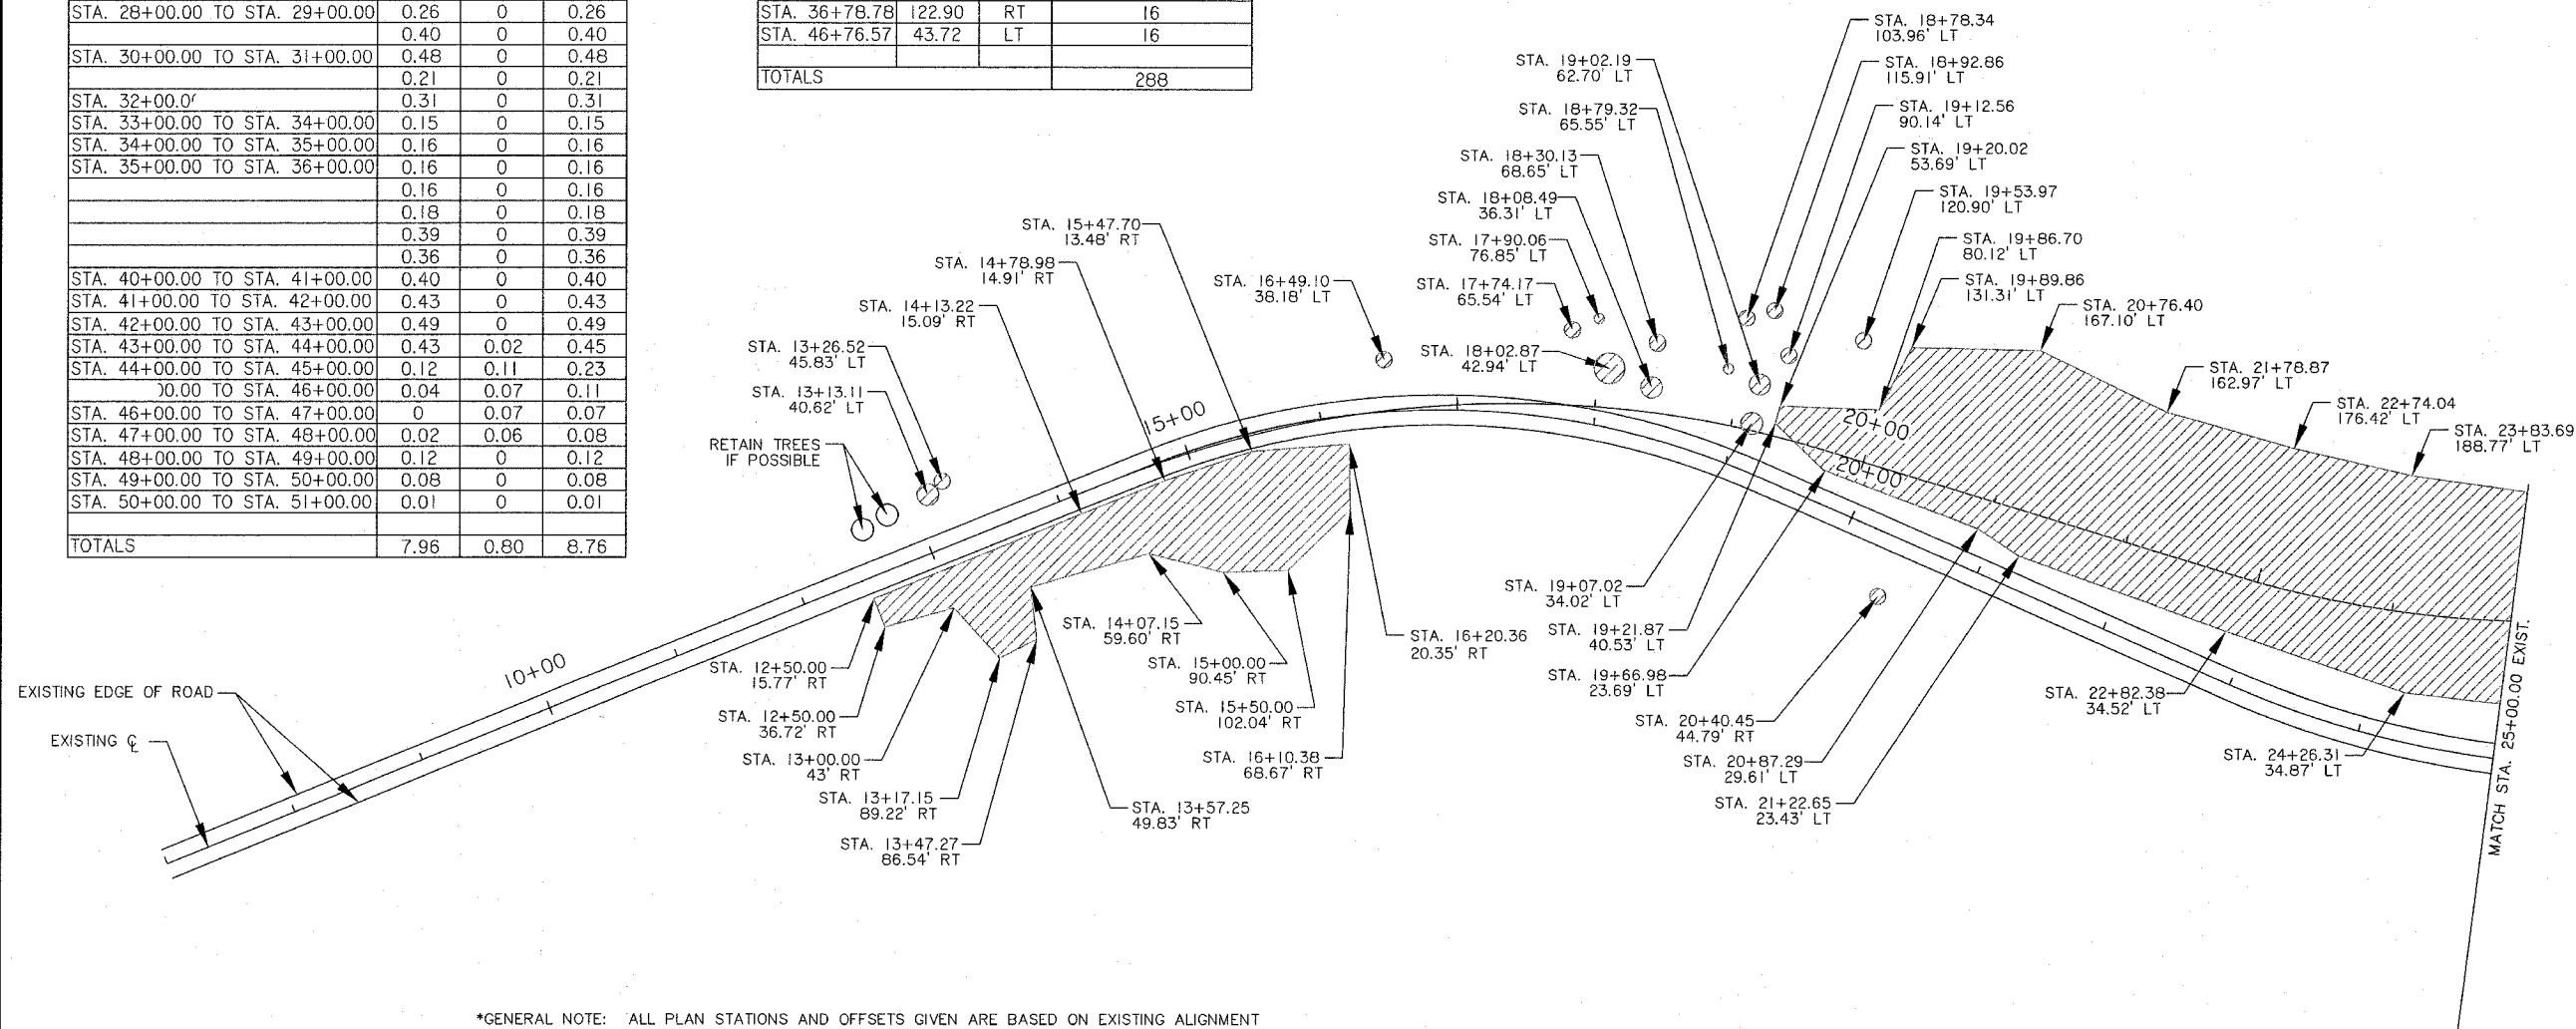 STA. 28+00.00 TO STA. 29+00.00 0.26 0 0.26
0.40 0 0.40
STA. 30+00.00 TO STA. 31+00.00 0.48 0 0.48
0.21 0 0.21
STA. 32+00.0 0.31 0 0.31
STA. 33+00.00 TO STA. 34+00.00 0.15 0 0.15
STA. 34+00.00 TO STA. 35+00.00 0.16 0 0.16
STA. 35+00.00 TO STA. 36+00.00 0.16 0 0.16
0.16 0 0.16
0.18 0 0.18
0.39 0 0.39
0.36 0 0.36
STA. 40+00.00 TO STA. 41+00.00 0.40 0 0.40
STA. 41+00.00 TO STA. 42+00.00 0.43 0 0.43
STA. 42+00.00 TO STA. 43+00.00 0.49 0 0.49
STA. 43+00.00 TO STA. 44+00.00 0.43 0.02 0.45
STA. 44+00.00 TO STA. 45+00.00 0.12 0.11 0.23
00.00 TO STA. 46+00.00 0.04 0.07 0.11
STA. 46+00.00 TO STA. 47+00.00 0 0.07 0.07
STA. 47+00.00 TO STA. 48+00.00 0.02 0.06 0.08
STA. 48+00.00 TO STA. 49+00.00 0.12 0 0.12
STA. 49+00.00 TO STA. 50+00.00 0.08 0 0.08
STA. 50+00.00 TO STA. 51+00.00 0.01 0 0.01
TOTALS 7.96 0.80 8.76
STA. 36+78.78 122.90 RT 16
STA. 46+76.57 43.72 LT 16
TOTALS 288
STA. 18+78.34
103.96' LT
STA. 19+02.19
62.70' LT
STA. 18+92.86
115.91' LT
STA. 18+79.32
65.55' LT
STA. 19+12.56
90.14' LT
STA. 18+30.13
68.65' LT
STA. 19+20.02
53.69' LT
STA. 18+08.49
36.31' LT
STA. 19+53.97
120.90' LT
STA. 17+90.06
76.85' LT
STA. 19+86.70
80.12' LT
STA. 17+74.17
65.54' LT
STA. 19+89.86
131.31' LT
STA. 18+02.87
42.94' LT
STA. 20+76.40
167.10' LT
STA. 21+78.87
162.97' LT
STA. 22+74.04
176.42' LT
STA. 23+83.69
188.77' LT
STA. 15+47.70
13.48' RT
STA. 14+78.98
14.91' RT
STA. 16+49.10
38.18' LT
STA. 14+13.22
15.09' RT
STA. 13+26.52
45.83' LT
STA. 13+13.11
40.62' LT
RETAIN TREES
IF POSSIBLE
15+00
20+00
20+00
10+00
EXISTING EDGE OF ROAD
EXISTING ℄
STA. 12+50.00
15.77' RT
STA. 12+50.00
36.72' RT
STA. 13+00.00
43' RT
STA. 13+17.15
89.22' RT
STA. 13+47.27
86.54' RT
STA. 13+57.25
49.83' RT
STA. 14+07.15
59.60' RT
STA. 15+00.00
90.45' RT
STA. 15+50.00
102.04' RT
STA. 16+10.38
68.67' RT
STA. 16+20.36
20.35' RT
STA. 19+07.02
34.02' LT
STA. 19+21.87
40.53' LT
STA. 19+66.98
23.69' LT
STA. 20+40.45
44.79' RT
STA. 20+87.29
29.61' LT
STA. 21+22.65
23.43' LT
STA. 22+82.38
34.52' LT
STA. 24+26.31
34.87' LT
MATCH STA. 25+00.00 EXIST.
*GENERAL NOTE: ALL PLAN STATIONS AND OFFSETS GIVEN ARE BASED ON EXISTING ALIGNMENT